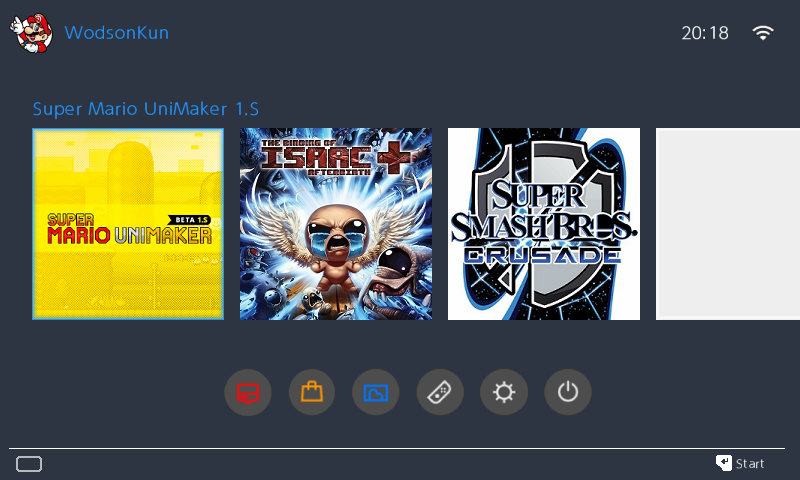 WodsonKun
20:18
Super Mario UniMaker 1.S
SUPER
BETA 1.S
MARIO UNIMAKER
THE BINDING OF
ISAAC
AFTERBIRTH
+
SUPER
SMASH BROS.
CRUSADE
Start